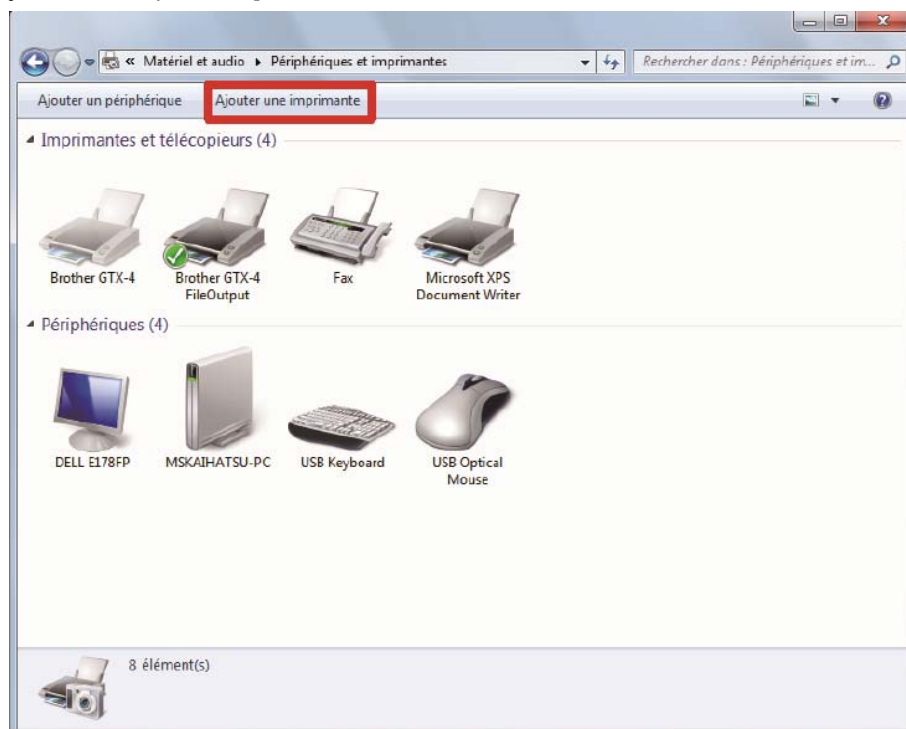 « Matériel et audio ▸ Périphériques et imprimantes
Rechercher dans : Périphériques et im...
Ajouter un périphérique
Ajouter une imprimante
Imprimantes et télécopieurs (4)
Brother GTX-4
Brother GTX-4
FileOutput
Fax
Microsoft XPS
Document Writer
Périphériques (4)
DELL E178FP
MSKAIHATSU-PC
USB Keyboard
USB Optical
Mouse
8 élément(s)